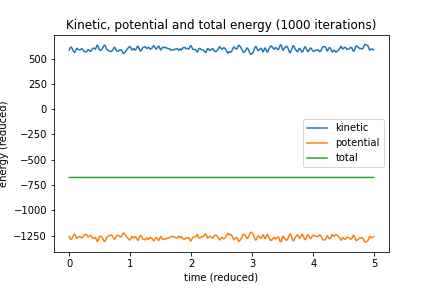 Kinetic, potential and total energy (1000 iterations)
energy (reduced)
500
250
0
−250
−500
−750
−1000
−1250
kinetic
potential
total
0 1 2 3 4 5
time (reduced)